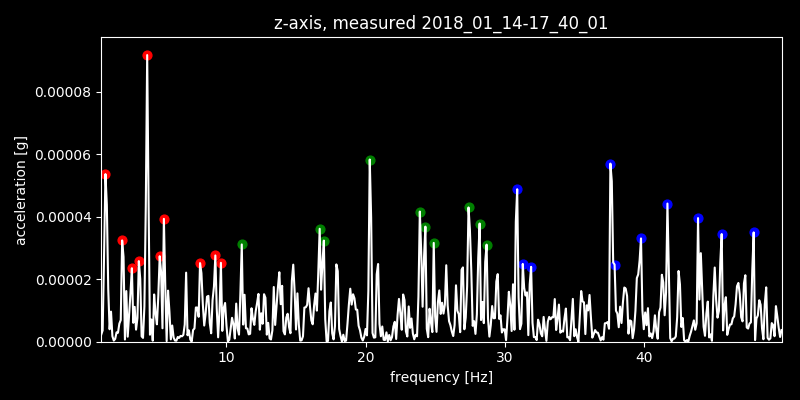 z-axis, measured 2018_01_14-17_40_01
acceleration [g]
0.00008
0.00006
0.00004
0.00002
0.00000
10 20 30 40
frequency [Hz]